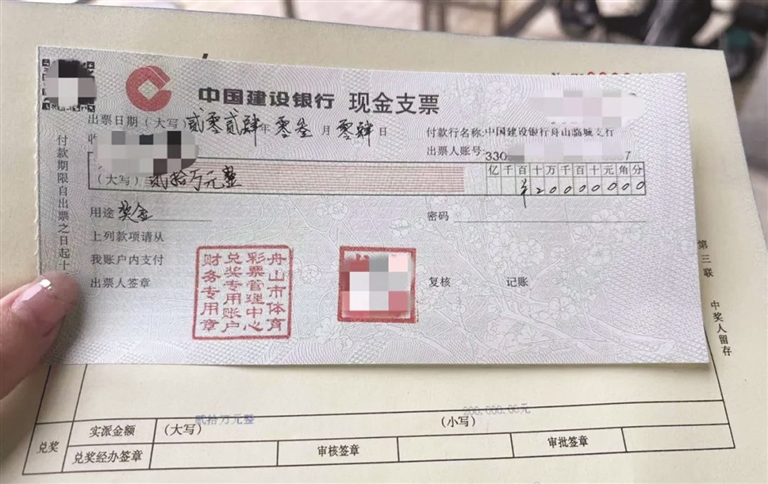 中国建设银行 现金支票
出票日期(大写) 贰零贰肆 年 零叁 月 零肆 日
付款行名称:中国建设银行舟山临城支行
收
出票人账号: 330 7
(大写) 贰拾万元整
亿千百十万千百十元角分
¥20000000
用途 奖金
密码
上列款项请从
我账户内支付
出票人签章
复核 记账
舟山市体育
彩票管理中心
兑奖专用账户
财务专用章
付款期限自出票之日起十
第三联 中奖人留存
兑奖
实派金额 (大写) 贰拾万元整 (小写) 200,000.00元
兑奖经办签章 审核签章 审批签章